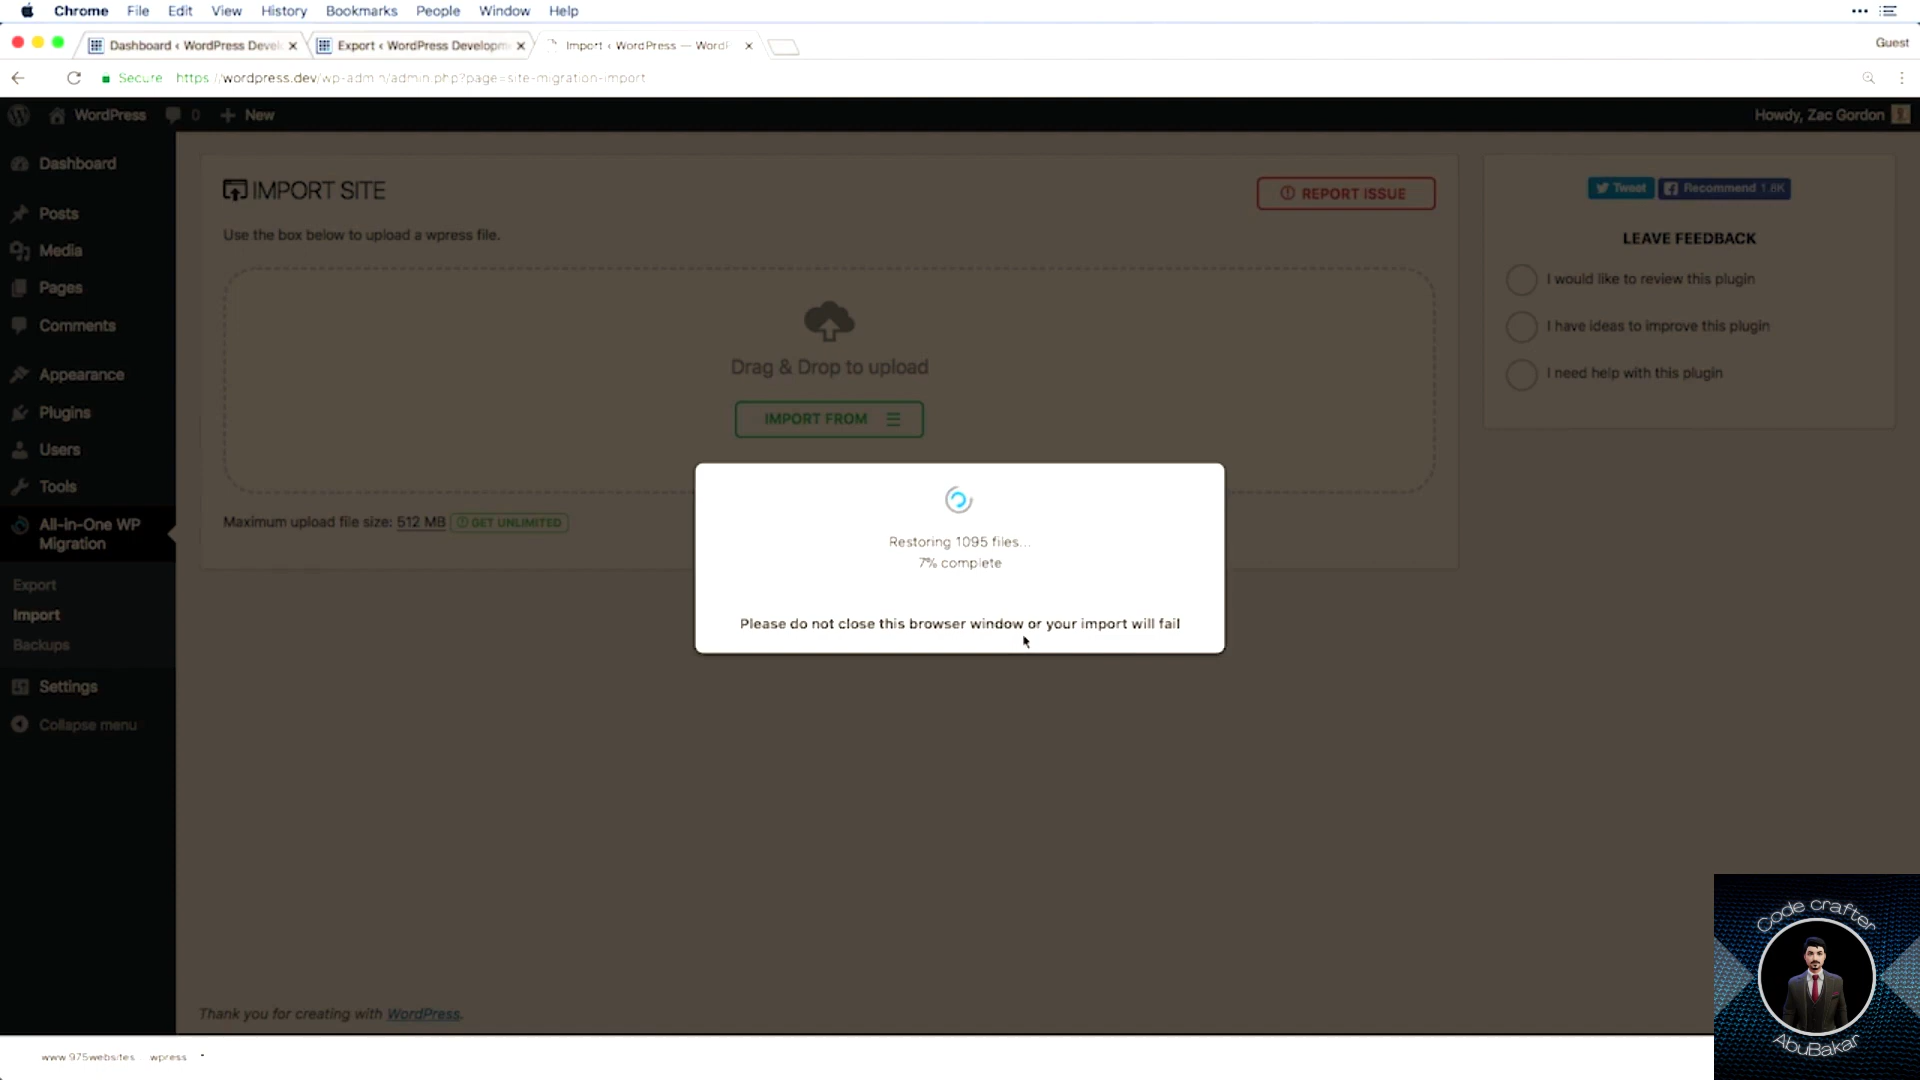 Chrome File Edit View History Bookmarks People Window Help
Dashboard ‹ WordPress Devel
Export ‹ WordPress Developm
Import ‹ WordPress — WordP
Guest
Secure https://wordpress.dev/wp-admin/admin.php?page=site-migration-import
WordPress 0 New
Howdy, Zac Gordon
Dashboard
Posts
Media
Pages
Comments
Appearance
Plugins
Users
Tools
All-in-One WP
Migration
Export
Import
Backups
Settings
Collapse menu
IMPORT SITE
REPORT ISSUE
Use the box below to upload a wpress file.
Drag & Drop to upload
IMPORT FROM
Maximum upload file size: 512 MB GET UNLIMITED
Tweet Recommend 1.8K
LEAVE FEEDBACK
I would like to review this plugin
I have ideas to improve this plugin
I need help with this plugin
Restoring 1095 files...
7% complete
Please do not close this browser window or your import will fail
Thank you for creating with WordPress.
www.975websites wpress
Code crafter
AbuBakar